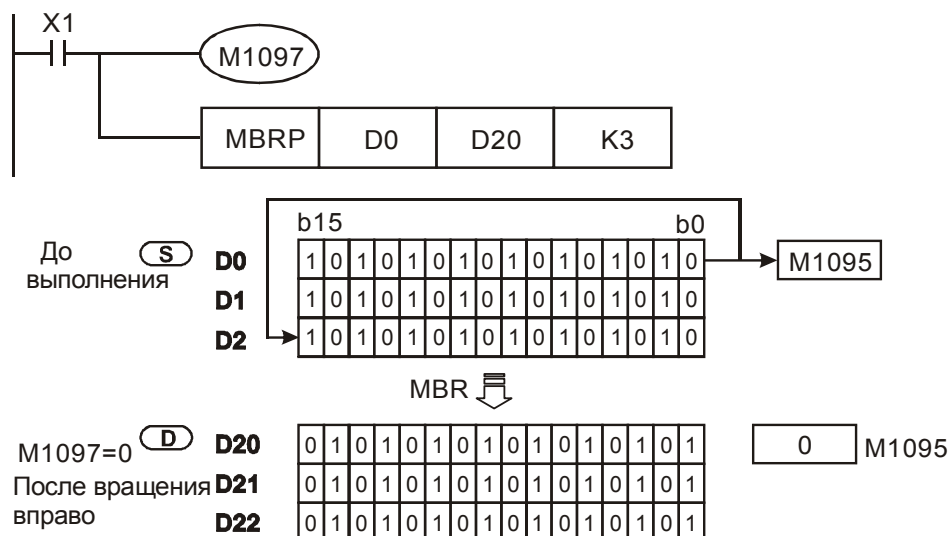 X1
M1097
MBRP D0 D20 K3
b15 b0
До выполнения S
D0 1 0 1 0 1 0 1 0 1 0 1 0 1 0 1 0 M1095
D1 1 0 1 0 1 0 1 0 1 0 1 0 1 0 1 0
D2 1 0 1 0 1 0 1 0 1 0 1 0 1 0 1 0
MBR
M1097=0 D
D20 0 1 0 1 0 1 0 1 0 1 0 1 0 1 0 1 0 M1095
После вращения вправо
D21 0 1 0 1 0 1 0 1 0 1 0 1 0 1 0 1
D22 0 1 0 1 0 1 0 1 0 1 0 1 0 1 0 1